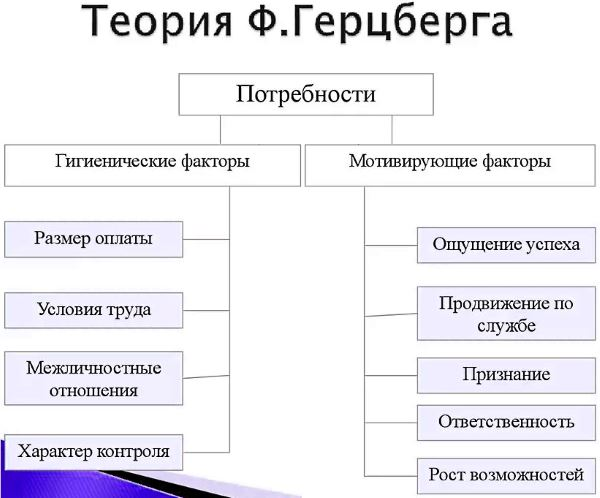 Теория Ф.Герцберга
Потребности
Гигиенические факторы
Мотивирующие факторы
Размер оплаты
Условия труда
Межличностные
отношения
Характер контроля
Ощущение успеха
Продвижение по
службе
Признание
Ответственность
Рост возможностей